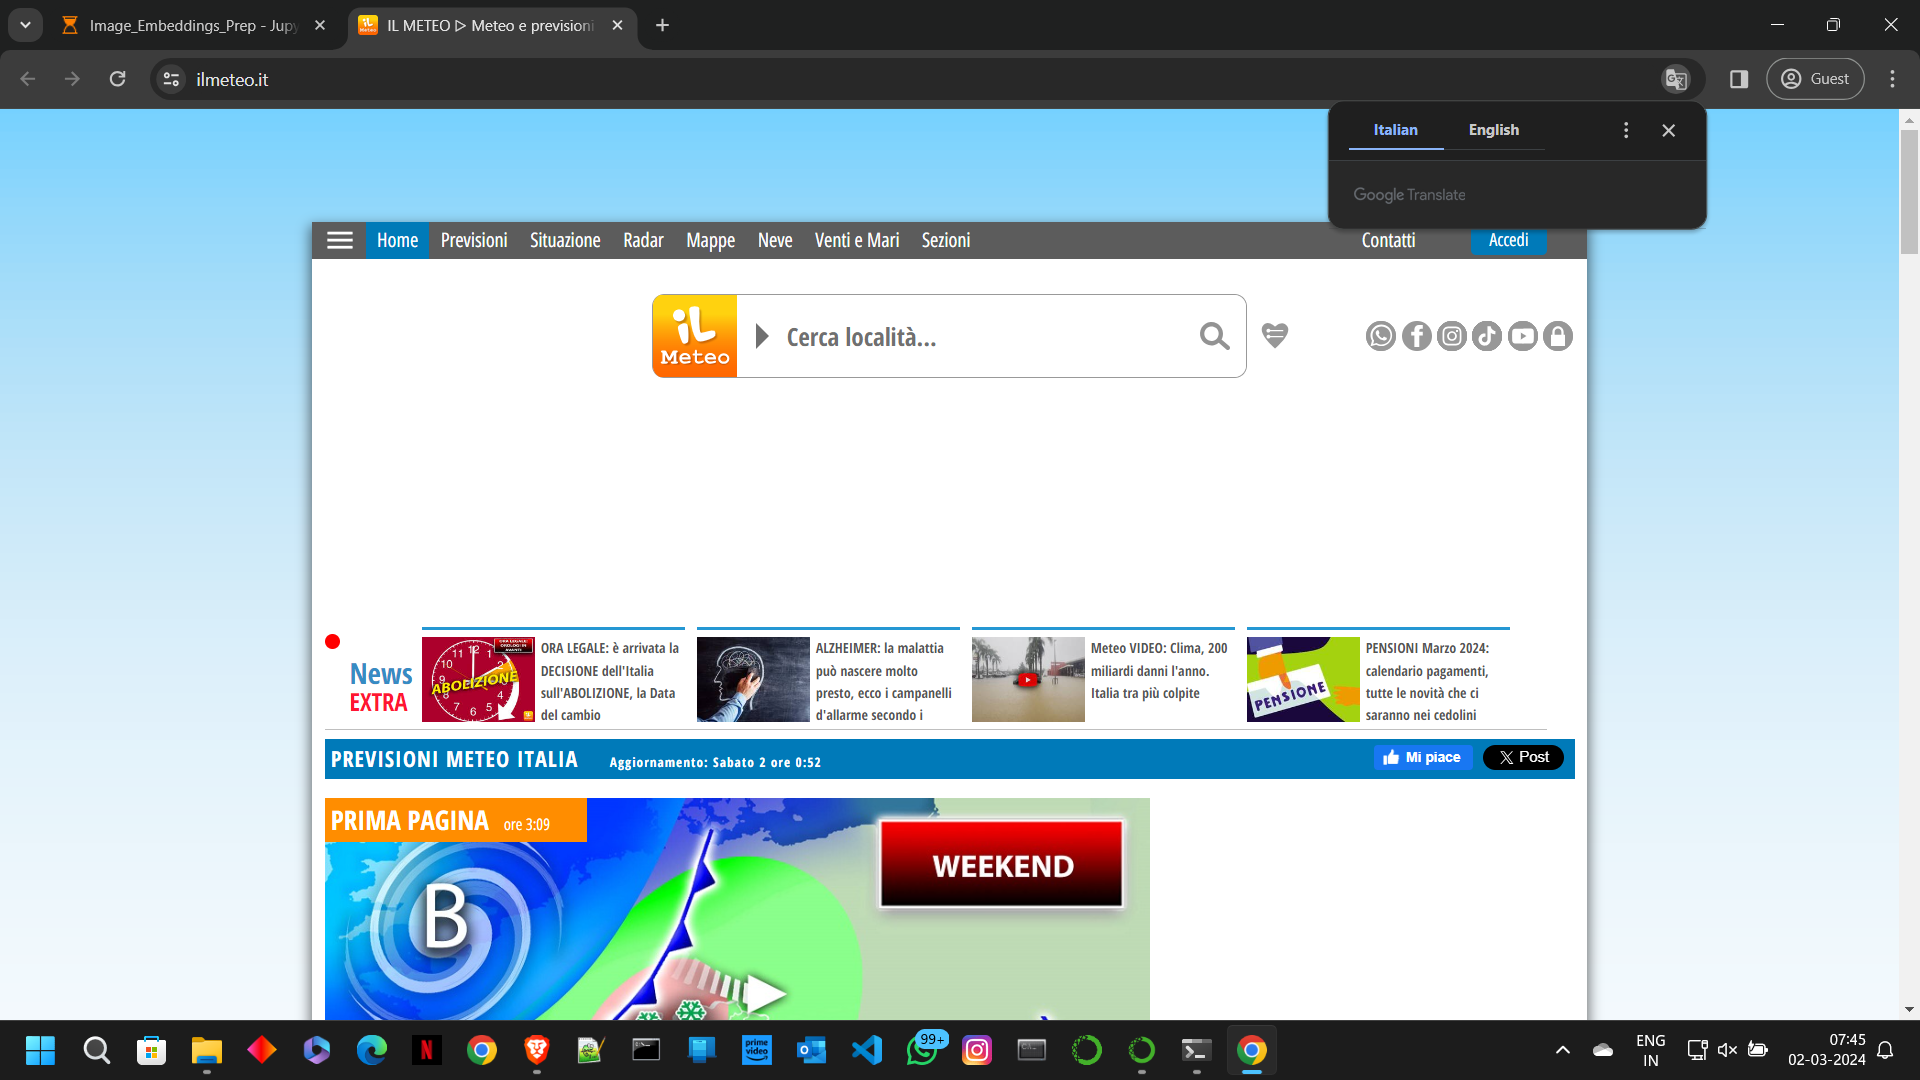 Image_Embeddings_Prep - Jupy
IL METEO ▷ Meteo e previsioni
ilmeteo.it
Guest
Italian
English
Google Translate
Home
Previsioni
Situazione
Radar
Mappe
Neve
Venti e Mari
Sezioni
Contatti
Accedi
iL
Meteo
Cerca località...
News
EXTRA
ABOLIZIONE
ORA LEGALE: è arrivata la
DECISIONE dell'Italia
sull'ABOLIZIONE, la Data
del cambio
ALZHEIMER: la malattia
può nascere molto
presto, ecco i campanelli
d'allarme secondo i
Meteo VIDEO: Clima, 200
miliardi danni l'anno.
Italia tra più colpite
PENSIONE
PENSIONI Marzo 2024:
calendario pagamenti,
tutte le novità che ci
saranno nei cedolini
PREVISIONI METEO ITALIA
Aggiornamento: Sabato 2 ore 0:52
Mi piace
X Post
PRIMA PAGINA ore 3:09
B
WEEKEND
prime video
99+
ENG
IN
07:45
02-03-2024